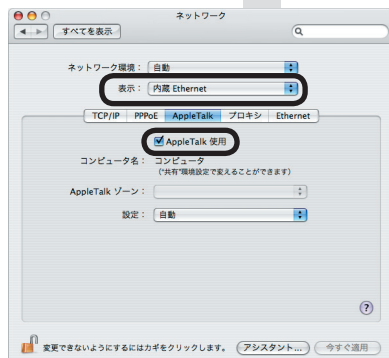 ネットワーク
すべてを表示
ネットワーク環境： 自動
表示： 内蔵 Ethernet
TCP/IP PPPoE AppleTalk プロキシ Ethernet
AppleTalk 使用
コンピュータ名： コンピュータ
("共有"環境設定で変えることができます)
AppleTalk ゾーン：
設定： 自動
?
変更できないようにするにはカギをクリックします。 アシスタント... 今すぐ適用